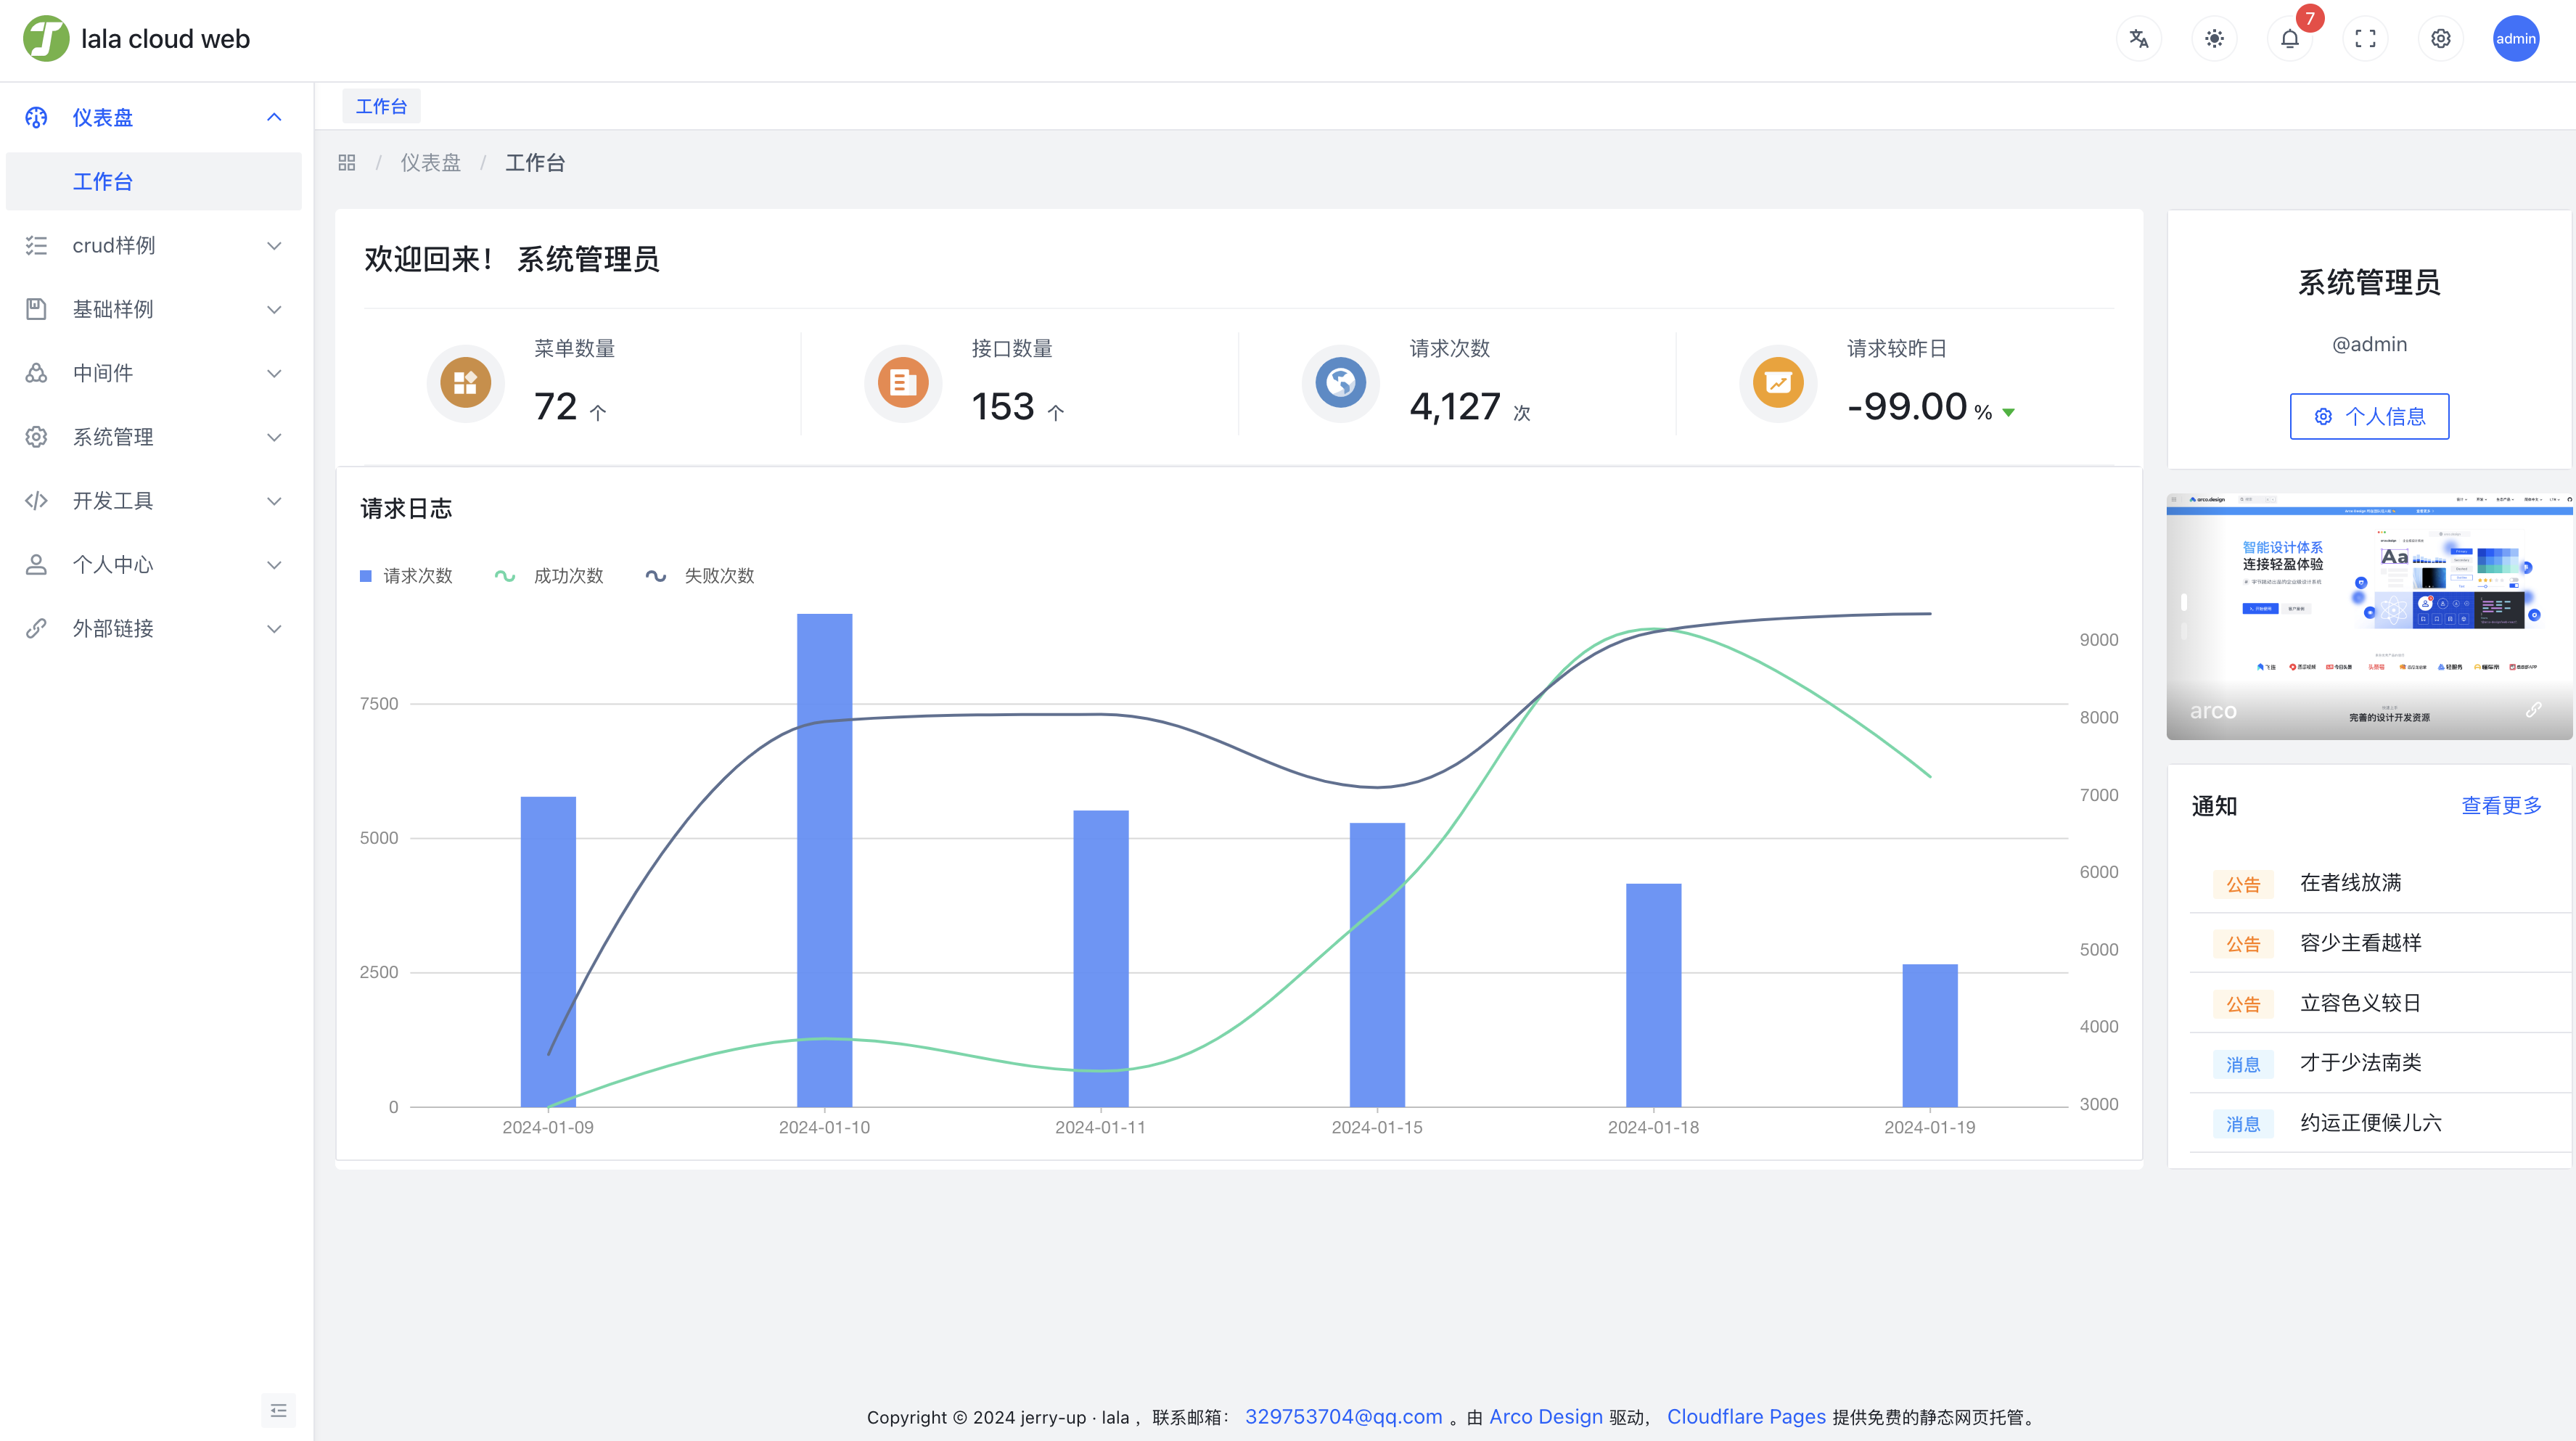 lala cloud web
7
admin
仪表盘
工作台
crud样例
基础样例
中间件
系统管理
开发工具
个人中心
外部链接
工作台
/ 仪表盘 / 工作台
欢迎回来！ 系统管理员
菜单数量
72 个
接口数量
153 个
请求次数
4,127 次
请求较昨日
-99.00 %
请求日志
请求次数 成功次数 失败次数
7500
5000
2500
0
9000
8000
7000
6000
5000
4000
3000
2024-01-09 2024-01-10 2024-01-11 2024-01-15 2024-01-18 2024-01-19
系统管理员
@admin
个人信息
arco.design
智能设计体系
连接轻盈体验
Aa
arco
完善的设计开发资源
通知 查看更多
公告 在者线放满
公告 容少主看越样
公告 立容色义较日
消息 才于少法南类
消息 约运正便候儿六
Copyright © 2024 jerry-up · lala ，联系邮箱： 329753704@qq.com 。由 Arco Design 驱动， Cloudflare Pages 提供免费的静态网页托管。